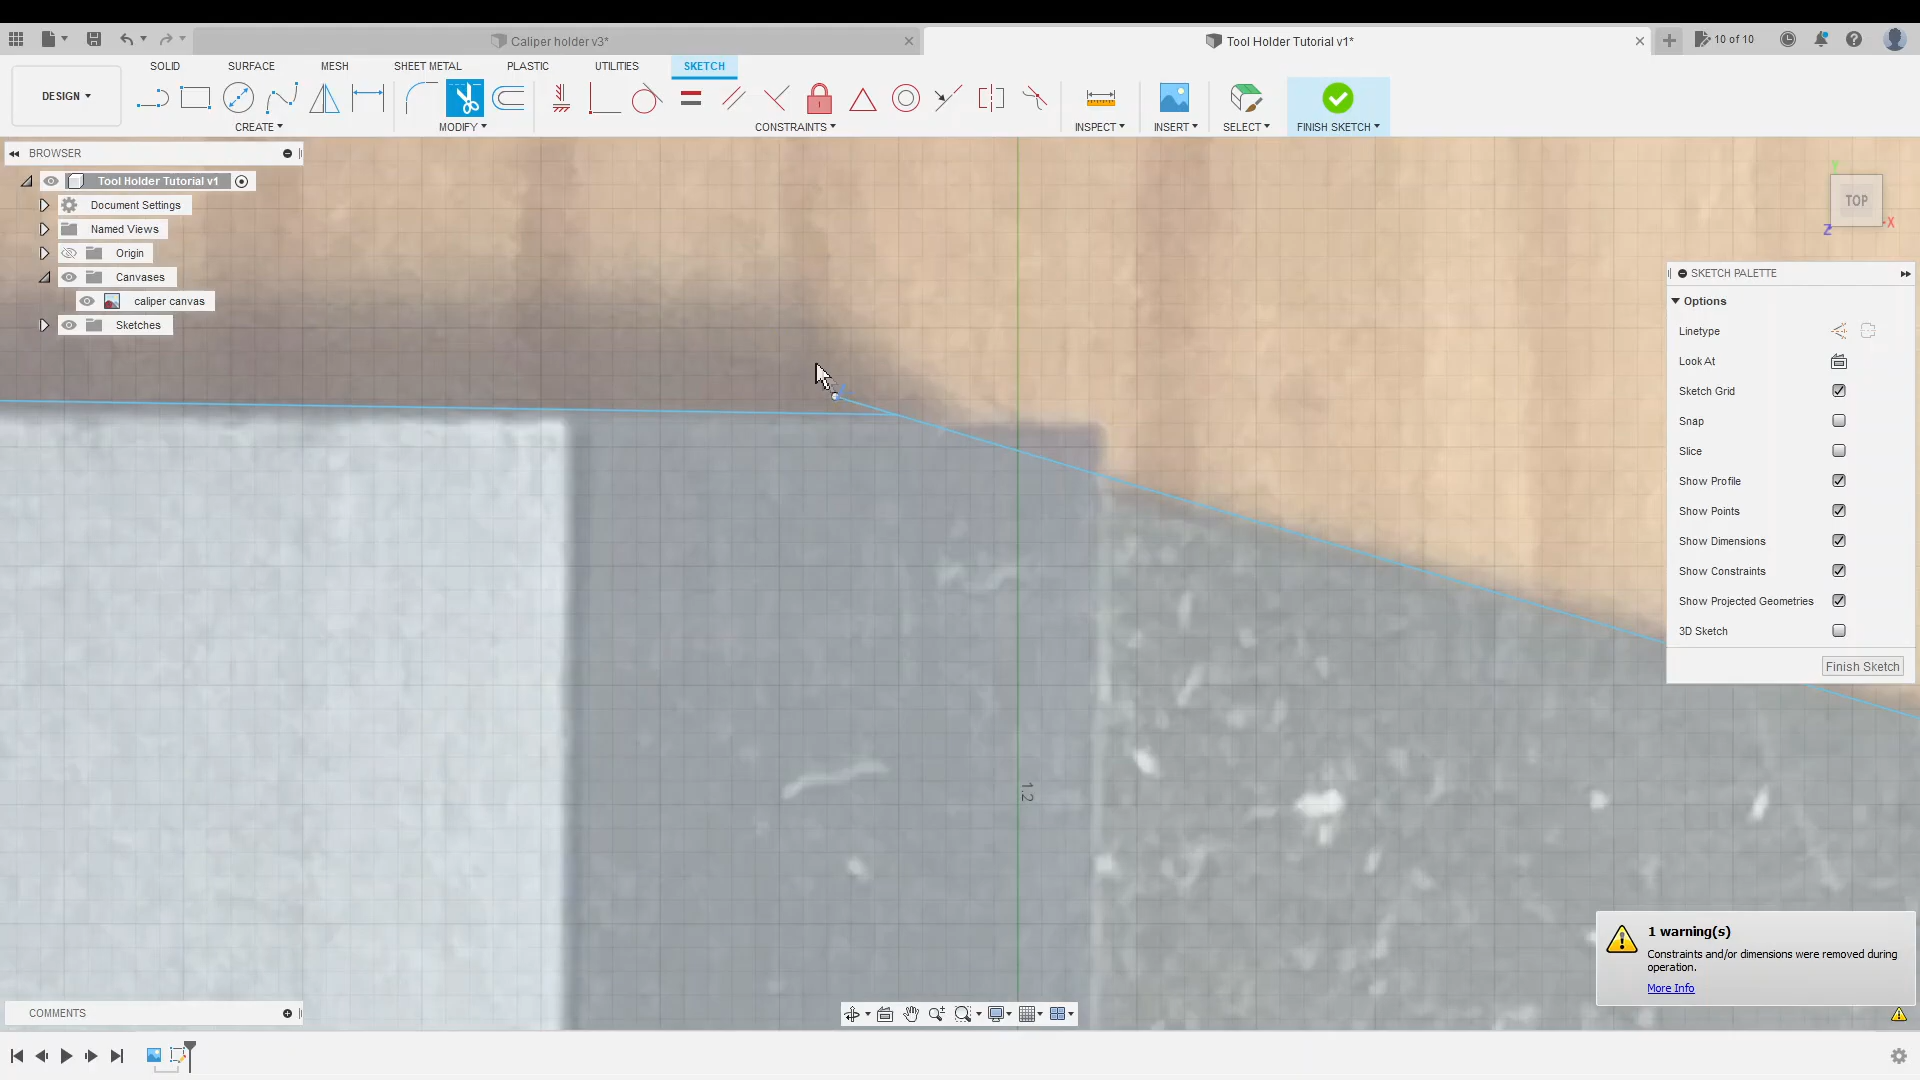 Caliper holder v3*
Tool Holder Tutorial v1*
10 of 10
SOLID SURFACE MESH SHEET METAL PLASTIC UTILITIES SKETCH
DESIGN
CREATE MODIFY CONSTRAINTS INSPECT INSERT SELECT FINISH SKETCH
BROWSER
Tool Holder Tutorial v1
Document Settings
Named Views
Origin
Canvases
caliper canvas
Sketches
Y
TOP
X
Z
SKETCH PALETTE
Options
Linetype
Look At
Sketch Grid
Snap
Slice
Show Profile
Show Points
Show Dimensions
Show Constraints
Show Projected Geometries
3D Sketch
Finish Sketch
1.2
1 warning(s)
Constraints and/or dimensions were removed during
operation.
More Info
COMMENTS